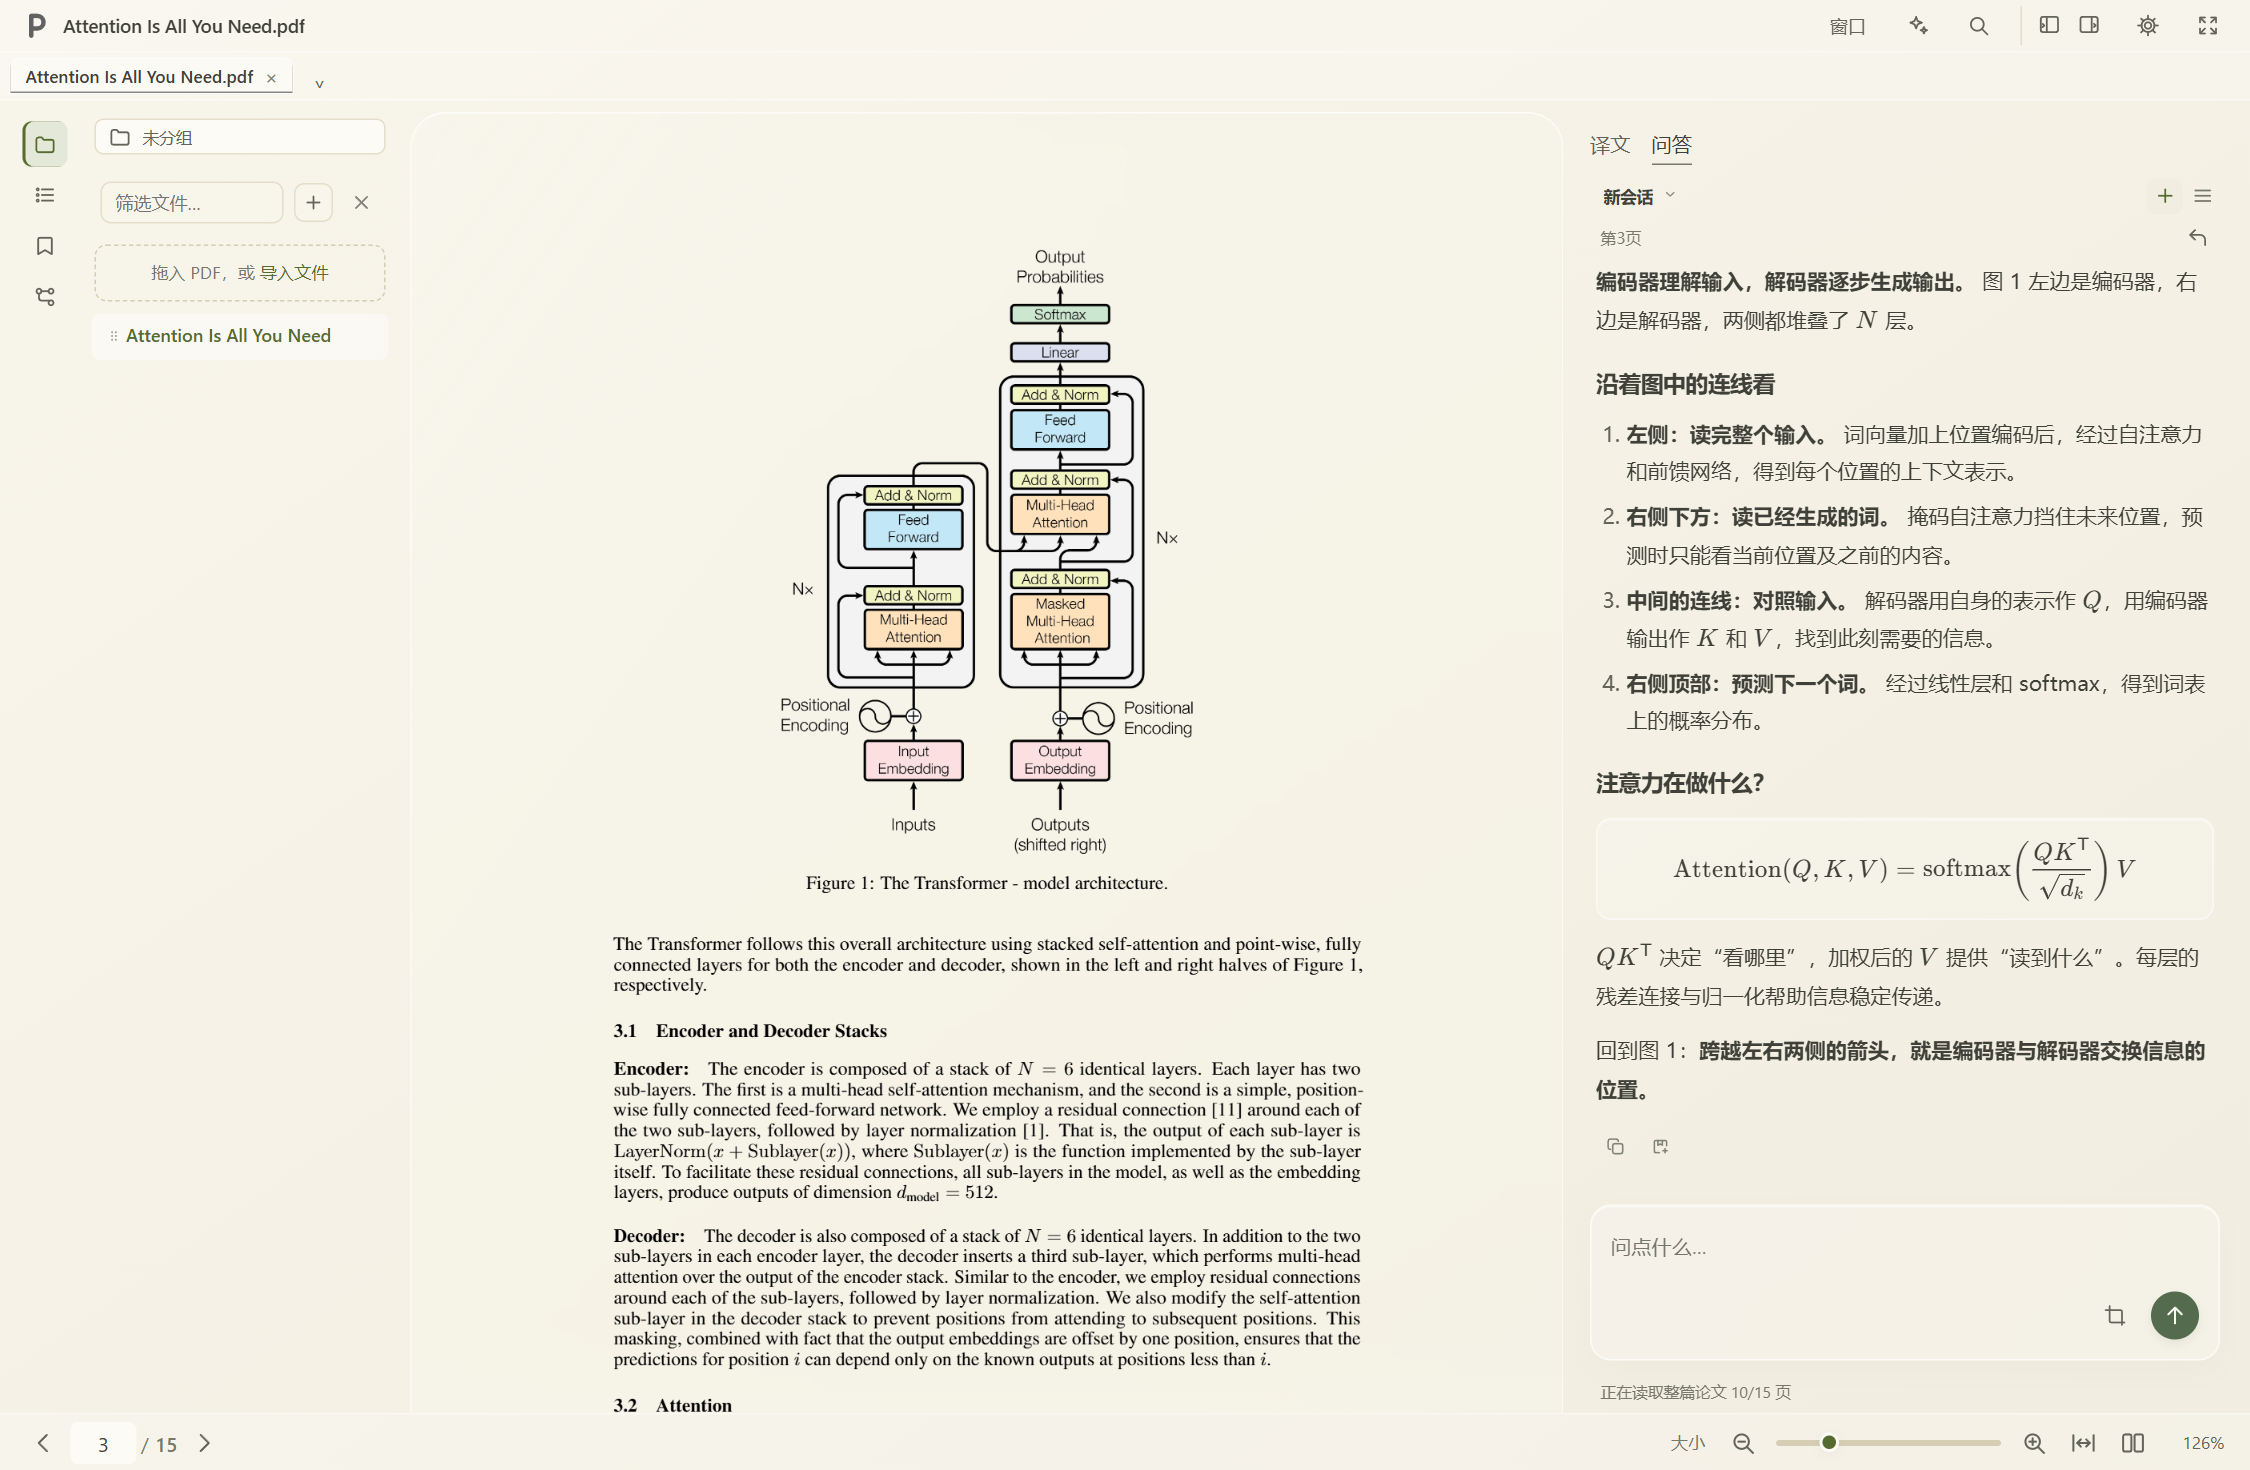 Attention Is All You Need.pdf
窗口
Attention Is All You Need.pdf
未分组
筛选文件...
拖入 PDF，或 导入文件
Attention Is All You Need
Output
Probabilities
Softmax
Linear
Add & Norm
Feed
Forward
Add & Norm
Multi-Head
Attention
Add & Norm
Masked
Multi-Head
Attention
N×
Add & Norm
Feed
Forward
Add & Norm
Multi-Head
Attention
N×
Positional
Encoding
Positional
Encoding
Input
Embedding
Output
Embedding
Inputs
Outputs
(shifted right)
Figure 1: The Transformer - model architecture.
The Transformer follows this overall architecture using stacked self-attention and point-wise, fully
connected layers for both the encoder and decoder, shown in the left and right halves of Figure 1,
respectively.
3.1 Encoder and Decoder Stacks
Encoder: The encoder is composed of a stack of N = 6 identical layers. Each layer has two
sub-layers. The first is a multi-head self-attention mechanism, and the second is a simple, position-
wise fully connected feed-forward network. We employ a residual connection [11] around each of
the two sub-layers, followed by layer normalization [1]. That is, the output of each sub-layer is
LayerNorm(x + Sublayer(x)), where Sublayer(x) is the function implemented by the sub-layer
itself. To facilitate these residual connections, all sub-layers in the model, as well as the embedding
layers, produce outputs of dimension d_model = 512.
Decoder: The decoder is also composed of a stack of N = 6 identical layers. In addition to the two
sub-layers in each encoder layer, the decoder inserts a third sub-layer, which performs multi-head
attention over the output of the encoder stack. Similar to the encoder, we employ residual connections
around each of the sub-layers, followed by layer normalization. We also modify the self-attention
sub-layer in the decoder stack to prevent positions from attending to subsequent positions. This
masking, combined with fact that the output embeddings are offset by one position, ensures that the
predictions for position i can depend only on the known outputs at positions less than i.
3.2 Attention
译文 问答
新会话
第3页
编码器理解输入，解码器逐步生成输出。 图 1 左边是编码器，右
边是解码器，两侧都堆叠了 N 层。
沿着图中的连线看
1. 左侧：读完整个输入。 词向量加上位置编码后，经过自注意力
和前馈网络，得到每个位置的上下文表示。
2. 右侧下方：读已经生成的词。 掩码自注意力挡住未来位置，预
测时只能看当前位置及之前的内容。
3. 中间的连线：对照输入。 解码器用自身的表示作 Q，用编码器
输出作 K 和 V，找到此刻需要的信息。
4. 右侧顶部：预测下一个词。 经过线性层和 softmax，得到词表
上的概率分布。
注意力在做什么？
Attention(Q, K, V) = softmax(QK⊤/√d_k) V
QK⊤ 决定“看哪里”，加权后的 V 提供“读到什么”。每层的
残差连接与归一化帮助信息稳定传递。
回到图 1：跨越左右两侧的箭头，就是编码器与解码器交换信息的
位置。
问点什么...
正在读取整篇论文 10/15 页
3 / 15
大小
126%